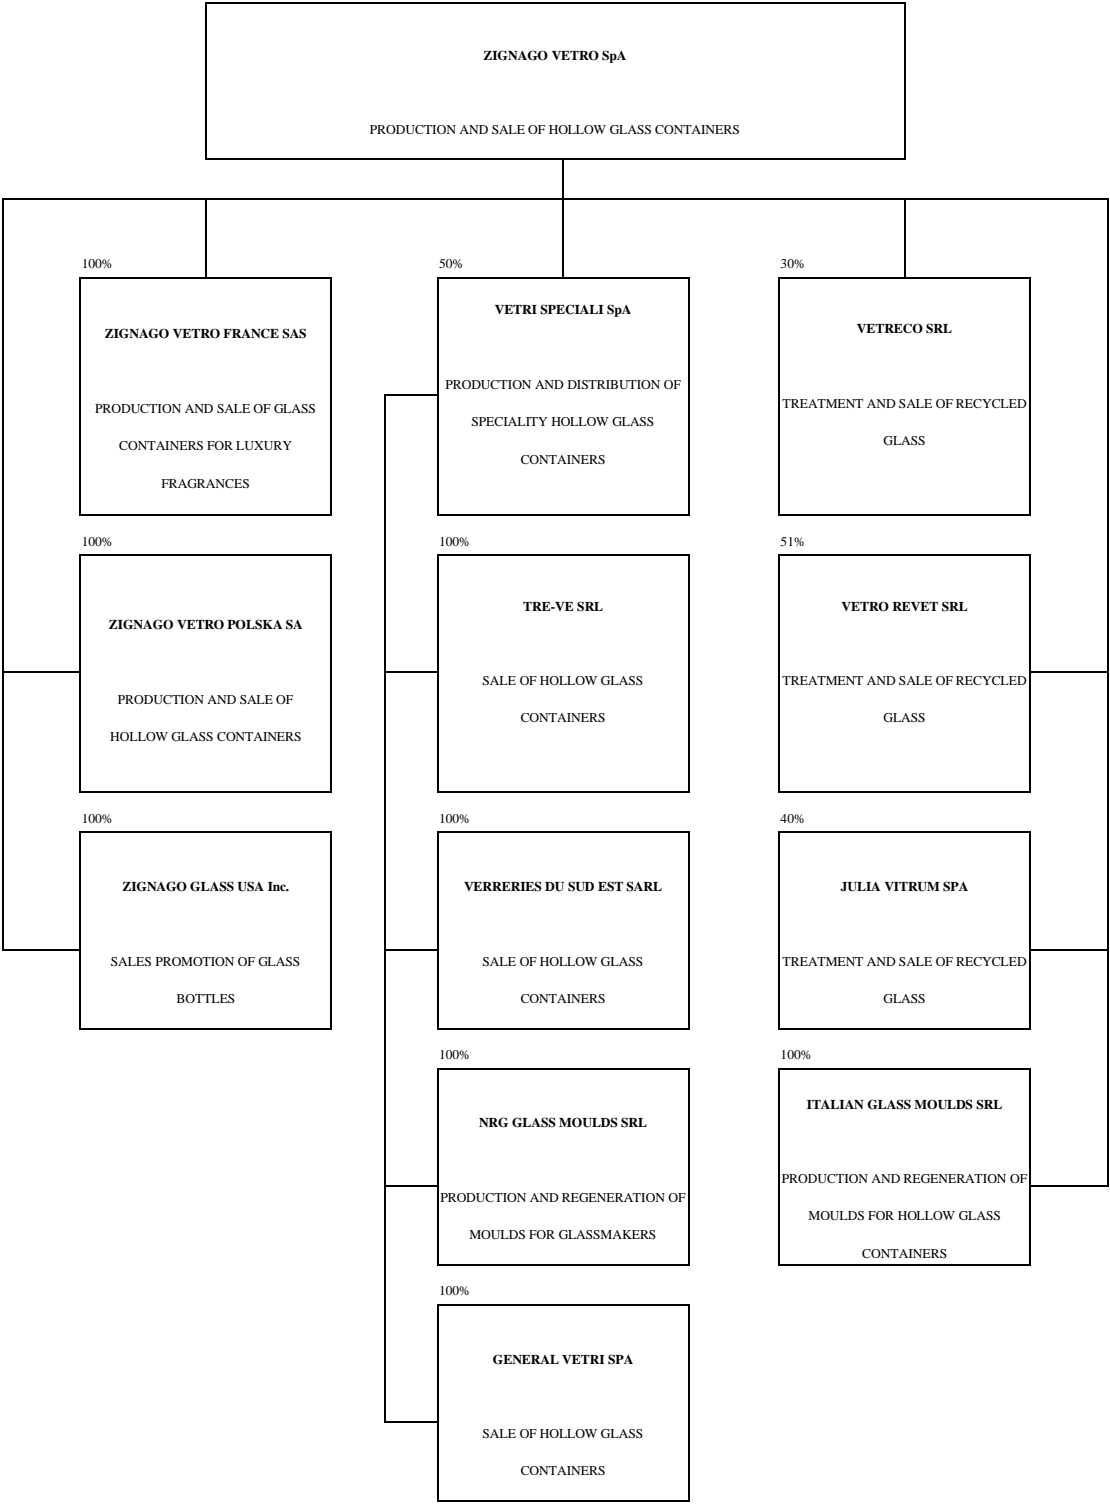 ZIGNAGO VETRO SpA
PRODUCTION AND SALE OF HOLLOW GLASS CONTAINERS
100%
ZIGNAGO VETRO FRANCE SAS
PRODUCTION AND SALE OF GLASS
CONTAINERS FOR LUXURY
FRAGRANCES
100%
ZIGNAGO VETRO POLSKA SA
PRODUCTION AND SALE OF
HOLLOW GLASS CONTAINERS
100%
ZIGNAGO GLASS USA Inc.
SALES PROMOTION OF GLASS
BOTTLES
50%
VETRI SPECIALI SpA
PRODUCTION AND DISTRIBUTION OF
SPECIALITY HOLLOW GLASS
CONTAINERS
100%
TRE-VE SRL
SALE OF HOLLOW GLASS
CONTAINERS
100%
VERRERIES DU SUD EST SARL
SALE OF HOLLOW GLASS
CONTAINERS
100%
NRG GLASS MOULDS SRL
PRODUCTION AND REGENERATION OF
MOULDS FOR GLASSMAKERS
100%
GENERAL VETRI SPA
SALE OF HOLLOW GLASS
CONTAINERS
30%
VETRECO SRL
TREATMENT AND SALE OF RECYCLED
GLASS
51%
VETRO REVET SRL
TREATMENT AND SALE OF RECYCLED
GLASS
40%
JULIA VITRUM SPA
TREATMENT AND SALE OF RECYCLED
GLASS
100%
ITALIAN GLASS MOULDS SRL
PRODUCTION AND REGENERATION OF
MOULDS FOR HOLLOW GLASS
CONTAINERS